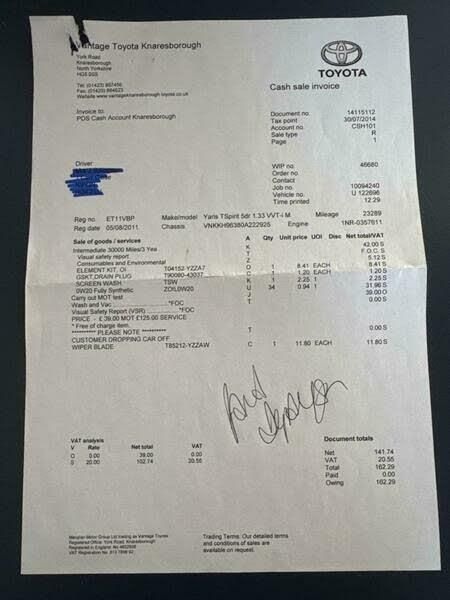 Vantage Toyota Knaresborough
York Road
Knaresborough
North Yorkshire
HG5 0SS
Tel: (01423) 867456
Fax: (01423) 864623
Website www.vantageknaresborough.toyota.co.uk
TOYOTA
Cash sale invoice
Invoice to:
PDS Cash Account Knaresborough
Document no. 14115112
Tax point 30/07/2014
Account no. CSH101
Sale type R
Page 1
Driver
WIP no. 46680
Order no.
Contact
Job no. 10094240
Vehicle no. U 122696
Time printed 12:29
Reg no ET11VBP Make/model Yaris TSpirit 5dr 1.33 VVT-i M Mileage 23289
Reg date 05/08/2011 Chassis VNKKH96380A222925 Engine 1NR-0357611
Sale of goods / services A Qty Unit price UOI Disc Net total/VAT
Intermediate 30000 Miles/3 Yea K 42.00 S
Visual safety report T F.O.C. S
Consumables and Environmental Z 5.12 S
ELEMENT KIT, OI T04152-YZZA7 1 8.41 EACH 8.41 S
GSKT,DRAIN PLUG T90080-43037 1 1.20 EACH 1.20 S
SCREEN WASH TSW 1 2.25 1 2.25 S
0W20 Fully Synthetic ZOIL0W20 34 0.94 1 31.96 S
Carry out MOT test 39.00 O
Wash and Vac *FOC T 0.00 S
Visual Safety Report (VSR) *FOC
PRICE - £ 39.00 MOT £125.00 SERVICE
* Free of charge item.
********** PLEASE NOTE ********** T 0.00 S
CUSTOMER DROPPING CAR OFF
WIPER BLADE T85212-YZZAW C 1 11.80 EACH 11.80 S
VAT analysis
V Rate Net total VAT
O 0.00 39.00 0.00
S 20.00 102.74 20.55
Document totals
Net 141.74
VAT 20.55
Total 162.29
Paid 0.00
Owing 162.29
Registered Office: York Road, Knaresborough
Trading Terms: Our detailed terms
and conditions of sales are
available on request.